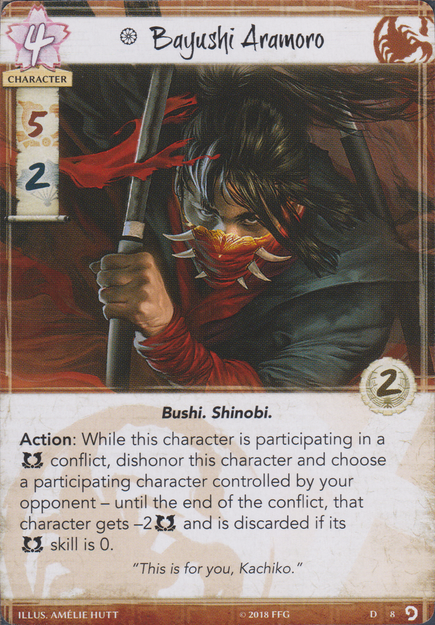 4
Bayushi Aramoro
CHARACTER
5
2
2
Bushi. Shinobi.
Action: While this character is participating in a
conflict, dishonor this character and choose
a participating character controlled by your
opponent – until the end of the conflict, that
character gets –2 and is discarded if its
skill is 0.
“This is for you, Kachiko.”
ILLUS. AMÉLIE HUTT © 2018 FFG D 8